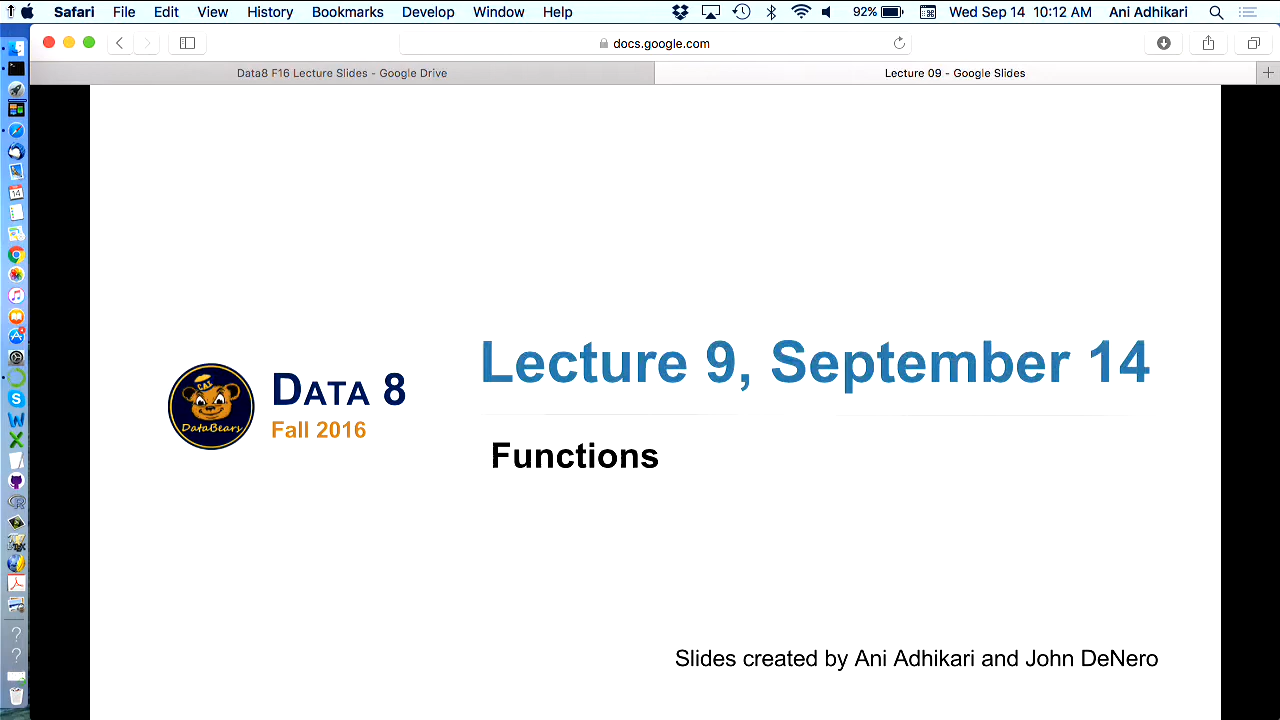 Safari File Edit View History Bookmarks Develop Window Help 92% Wed Sep 14 10:12 AM Ani Adhikari
docs.google.com
Data8 F16 Lecture Slides - Google Drive
Lecture 09 - Google Slides
Lecture 9, September 14
CAL
DataBears
DATA 8
Fall 2016
Functions
Slides created by Ani Adhikari and John DeNero